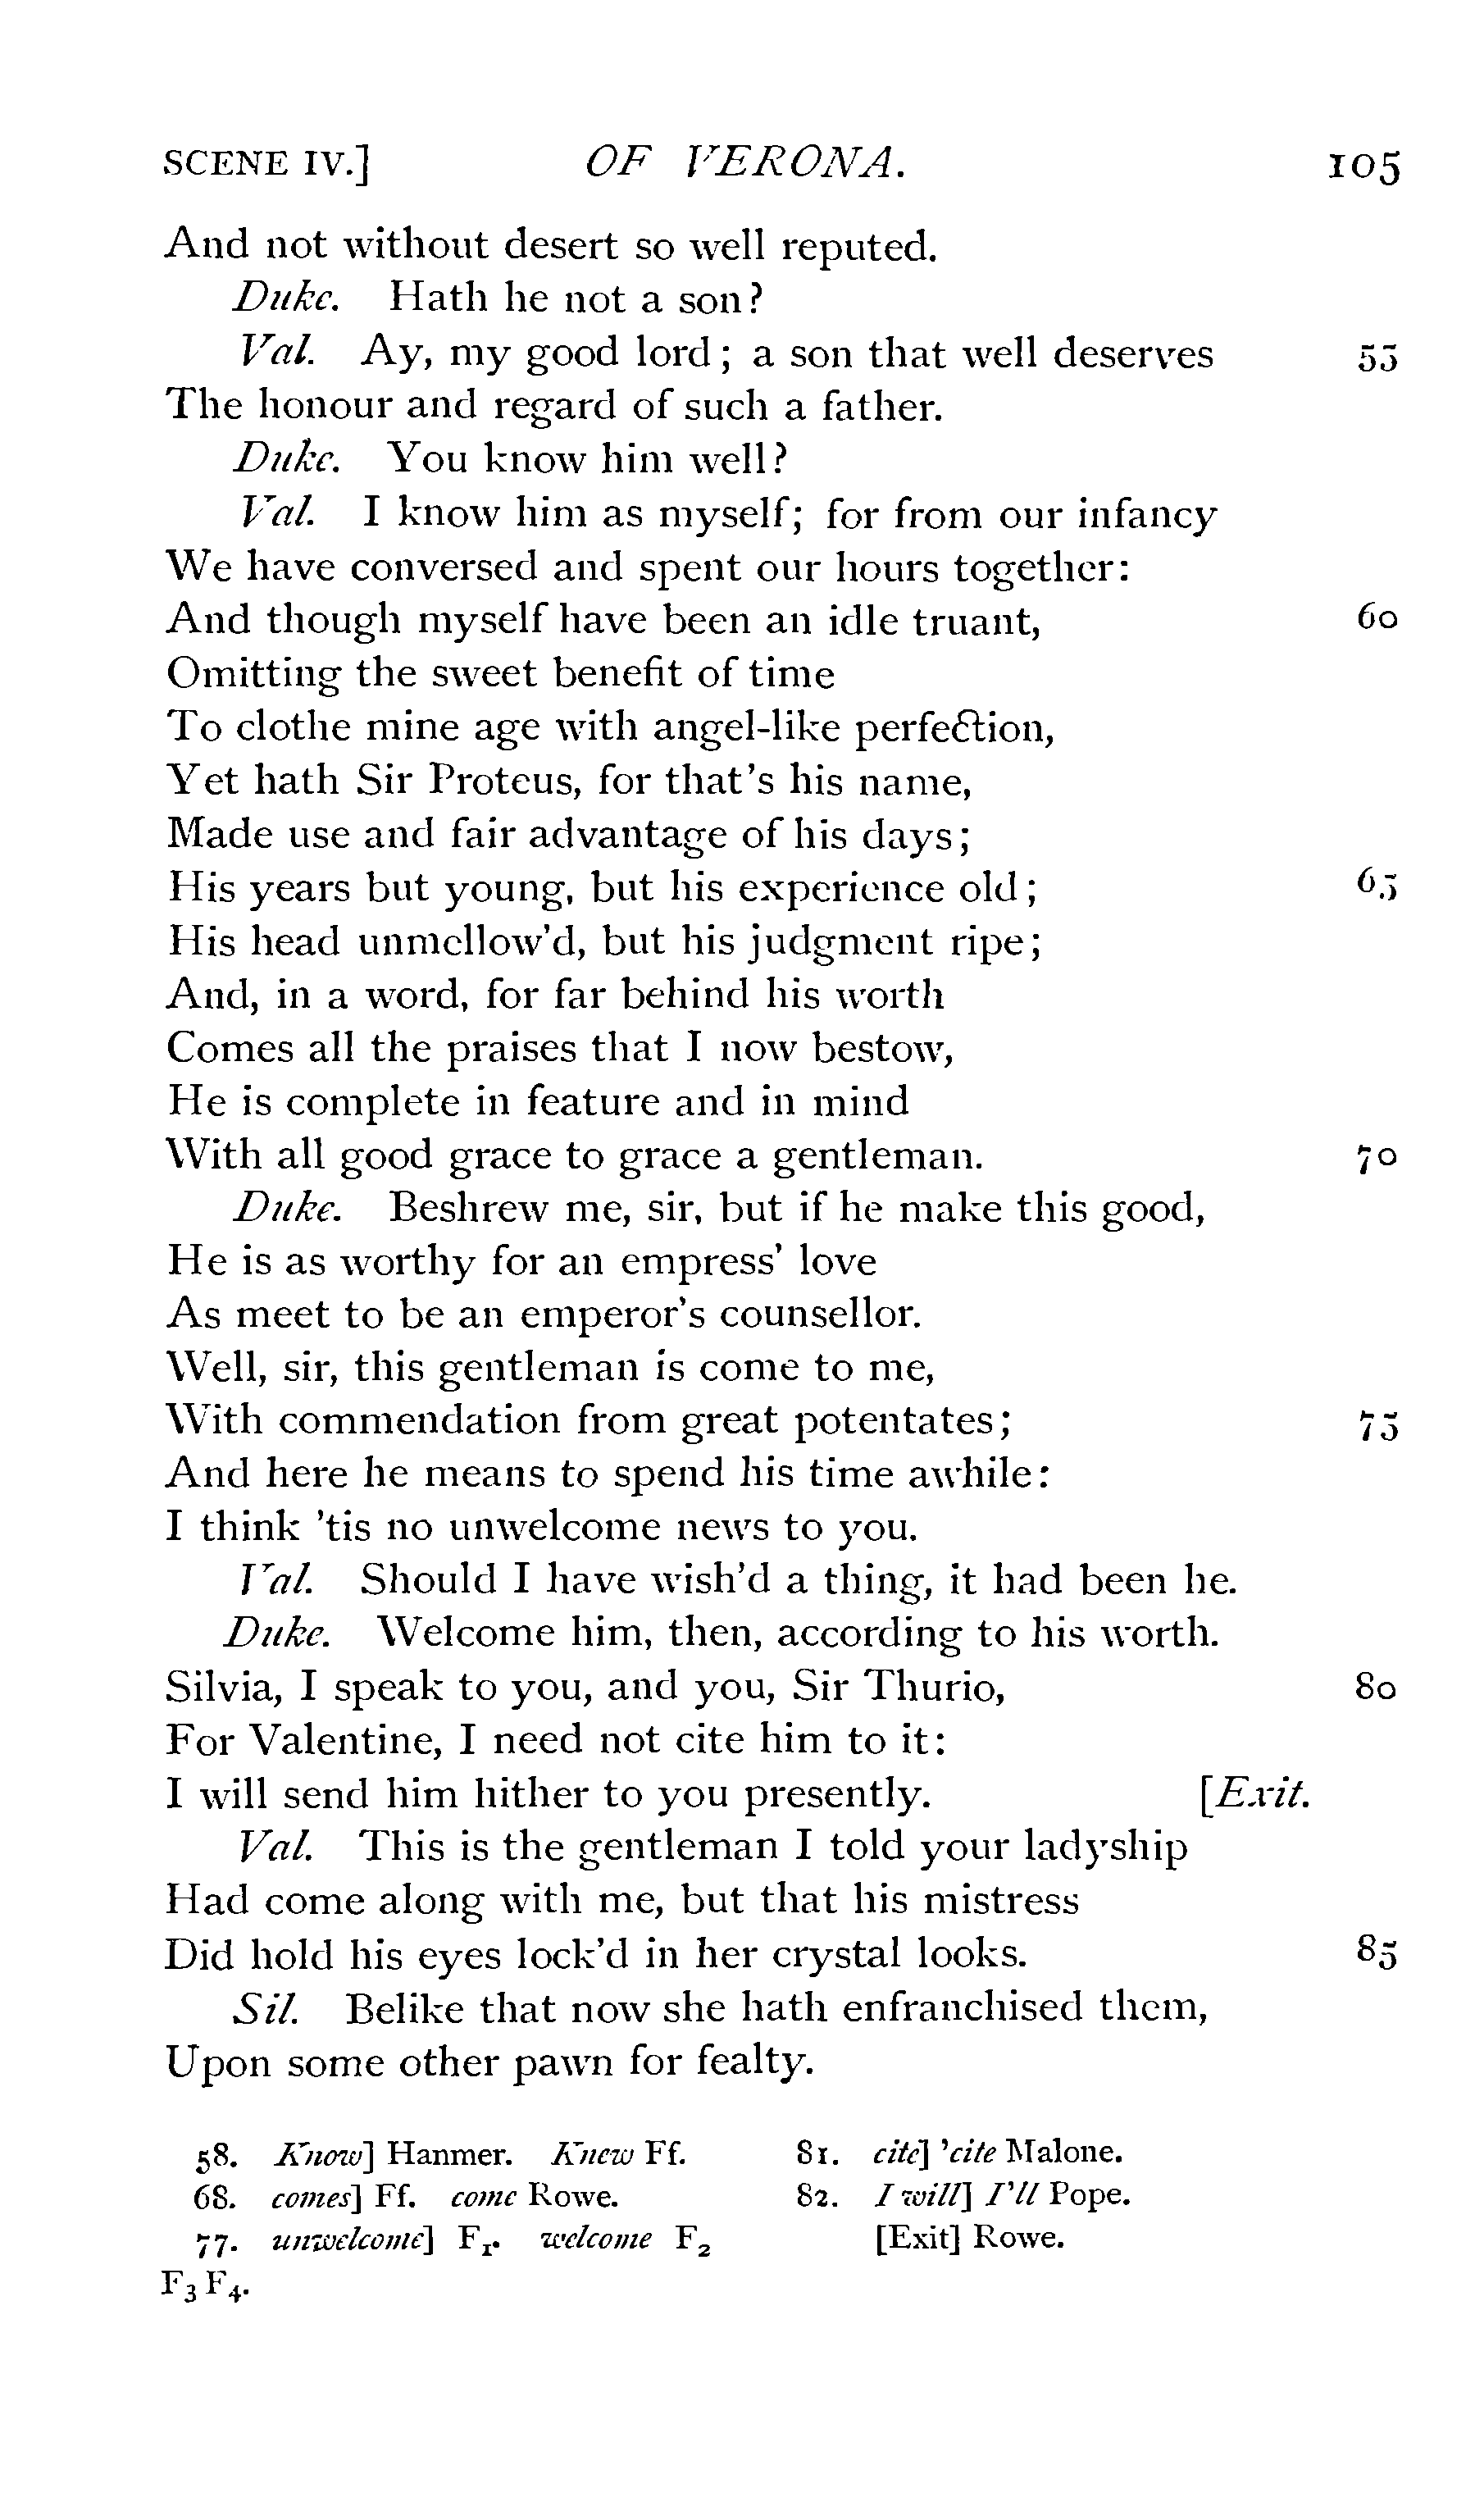 SCENE IV.] OF VERONA. 105
And not without desert so well reputed.
Duke. Hath he not a son?
Val. Ay, my good lord; a son that well deserves 55
The honour and regard of such a father.
Duke. You know him well?
Val. I know him as myself; for from our infancy
We have conversed and spent our hours together:
And though myself have been an idle truant, 60
Omitting the sweet benefit of time
To clothe mine age with angel-like perfection,
Yet hath Sir Proteus, for that's his name,
Made use and fair advantage of his days;
His years but young, but his experience old; 65
His head unmellow'd, but his judgment ripe;
And, in a word, for far behind his worth
Comes all the praises that I now bestow,
He is complete in feature and in mind
With all good grace to grace a gentleman. 70
Duke. Beshrew me, sir, but if he make this good,
He is as worthy for an empress' love
As meet to be an emperor's counsellor.
Well, sir, this gentleman is come to me,
With commendation from great potentates; 75
And here he means to spend his time awhile:
I think 'tis no unwelcome news to you.
Val. Should I have wish'd a thing, it had been he.
Duke. Welcome him, then, according to his worth.
Silvia, I speak to you, and you, Sir Thurio, 80
For Valentine, I need not cite him to it:
I will send him hither to you presently. [Exit.
Val. This is the gentleman I told your ladyship
Had come along with me, but that his mistress
Did hold his eyes lock'd in her crystal looks. 85
Sil. Belike that now she hath enfranchised them,
Upon some other pawn for fealty.
58. Know] Hanmer. Knew Ff.
68. comes] Ff. come Rowe.
77. unwelcome] F1. welcome F2
F3 F4.
81. cite] 'cite Malone.
82. I will] I'll Pope.
[Exit] Rowe.